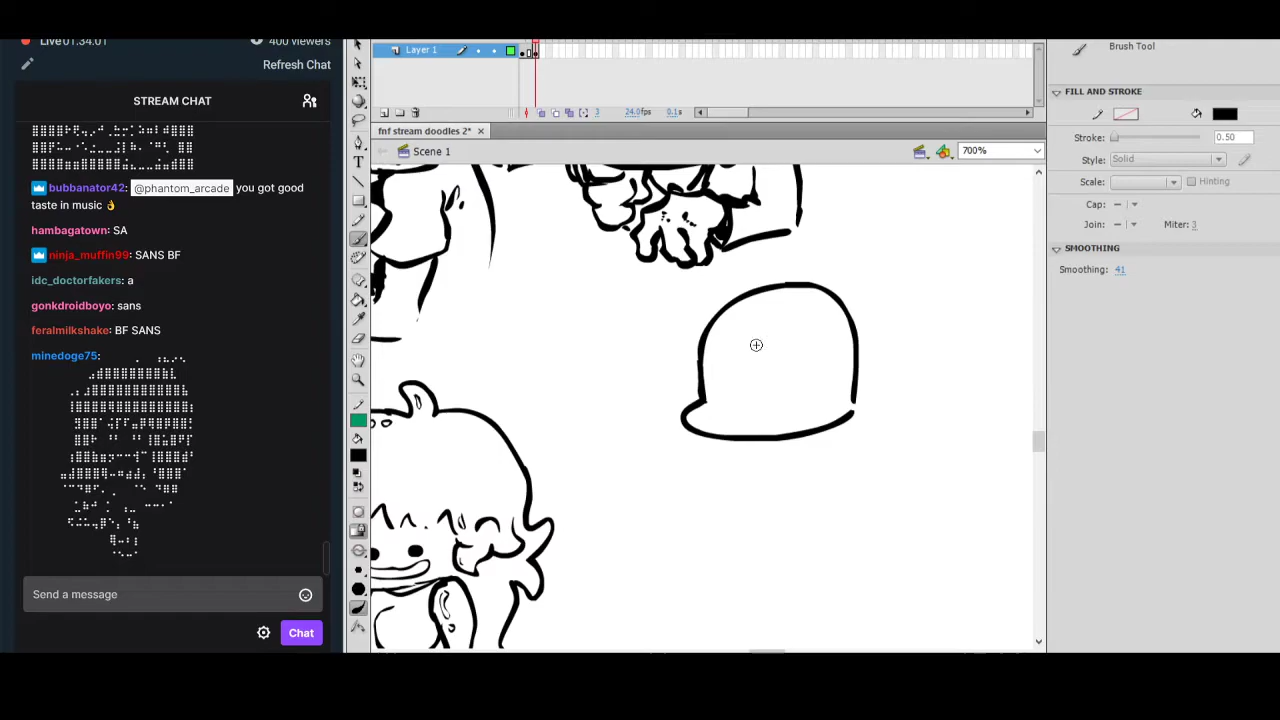 Live 01:34:01
400 viewers
Refresh Chat
STREAM CHAT
bubbanator42: @phantom_arcade you got good
taste in music 👌
hambagatown: SA
ninja_muffin99: SANS BF
idc_doctorfakers: a
gonkdroidboyo: sans
feralmilkshake: BF SANS
minedoge75:
Send a message
Chat
Layer 1
3
24.0fps
0.1s
fnf stream doodles 2*
Scene 1
700%
Brush Tool
FILL AND STROKE
Stroke:
0.50
Style:
Solid
Scale:
Hinting
Cap:
Join:
Miter: 3
SMOOTHING
Smoothing: 41